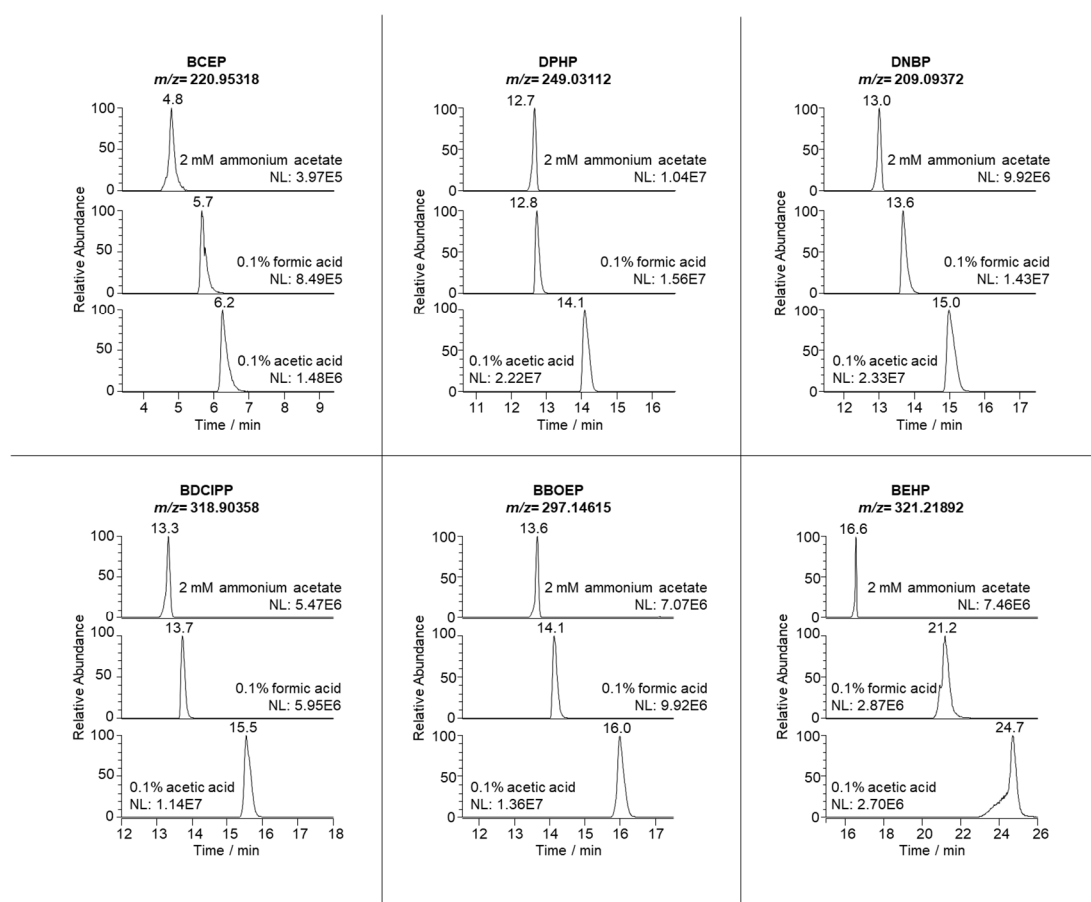 BCEP
m/z= 220.95318
4.8
100
50
0
2 mM ammonium acetate
NL: 3.97E5
5.7
100
50
0
0.1% formic acid
NL: 8.49E5
6.2
100
50
0
0.1% acetic acid
NL: 1.48E6
Relative Abundance
4 5 6 7 8 9
Time / min
DPHP
m/z= 249.03112
12.7
100
50
0
2 mM ammonium acetate
NL: 1.04E7
12.8
100
50
0
0.1% formic acid
NL: 1.56E7
14.1
100
50
0
0.1% acetic acid
NL: 2.22E7
Relative Abundance
11 12 13 14 15 16
Time / min
DNBP
m/z= 209.09372
13.0
100
50
0
2 mM ammonium acetate
NL: 9.92E6
13.6
100
50
0
0.1% formic acid
NL: 1.43E7
15.0
100
50
0
0.1% acetic acid
NL: 2.33E7
Relative Abundance
12 13 14 15 16 17
Time / min
BDCIPP
m/z= 318.90358
13.3
100
50
0
2 mM ammonium acetate
NL: 5.47E6
13.7
100
50
0
0.1% formic acid
NL: 5.95E6
15.5
100
50
0
0.1% acetic acid
NL: 1.14E7
Relative Abundance
12 13 14 15 16 17 18
Time / min
BBOEP
m/z= 297.14615
13.6
100
50
0
2 mM ammonium acetate
NL: 7.07E6
14.1
100
50
0
0.1% formic acid
NL: 9.92E6
16.0
100
50
0
0.1% acetic acid
NL: 1.36E7
Relative Abundance
12 13 14 15 16 17
Time / min
BEHP
m/z= 321.21892
16.6
100
50
0
2 mM ammonium acetate
NL: 7.46E6
21.2
100
50
0
0.1% formic acid
NL: 2.87E6
24.7
100
50
0
0.1% acetic acid
NL: 2.70E6
Relative Abundance
16 18 20 22 24 26
Time / min